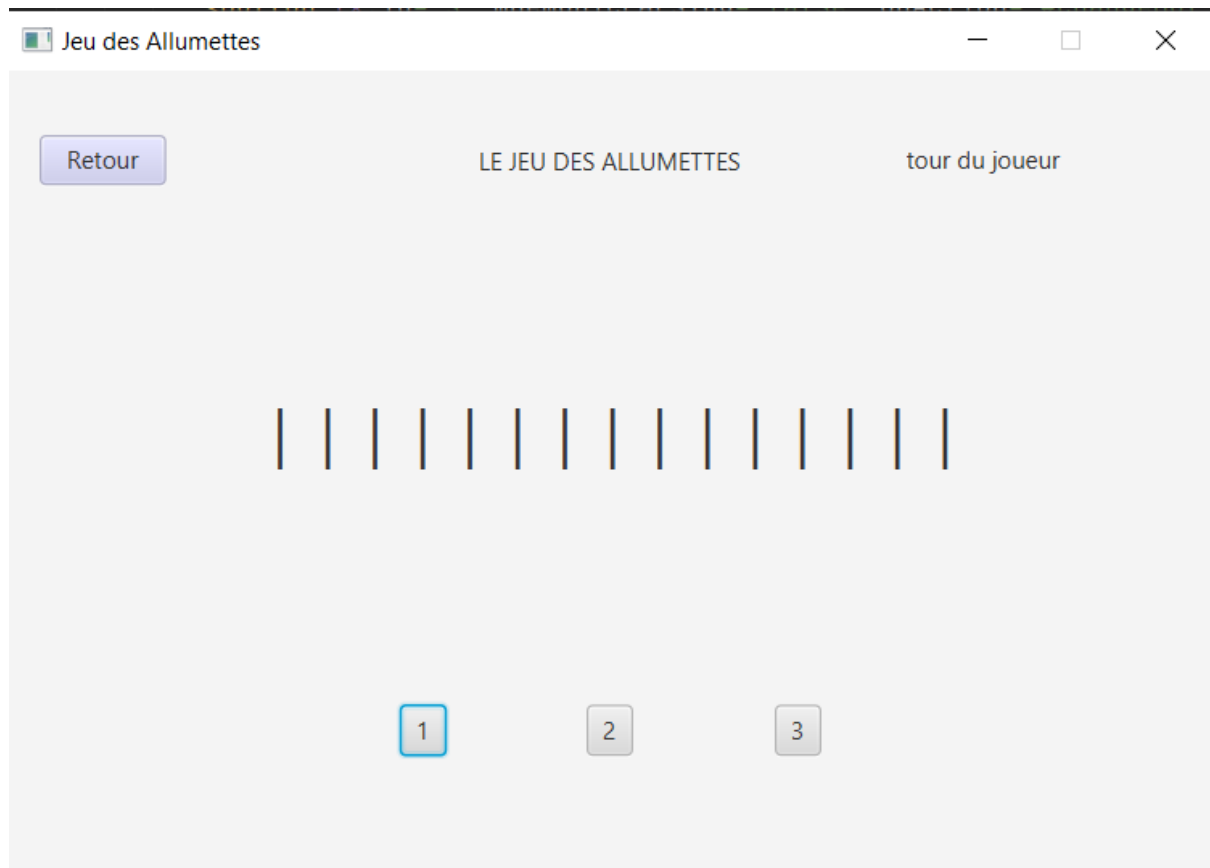 Jeu des Allumettes
Retour
LE JEU DES ALLUMETTES
tour du joueur
| | | | | | | | | | | | | | |
1
2
3